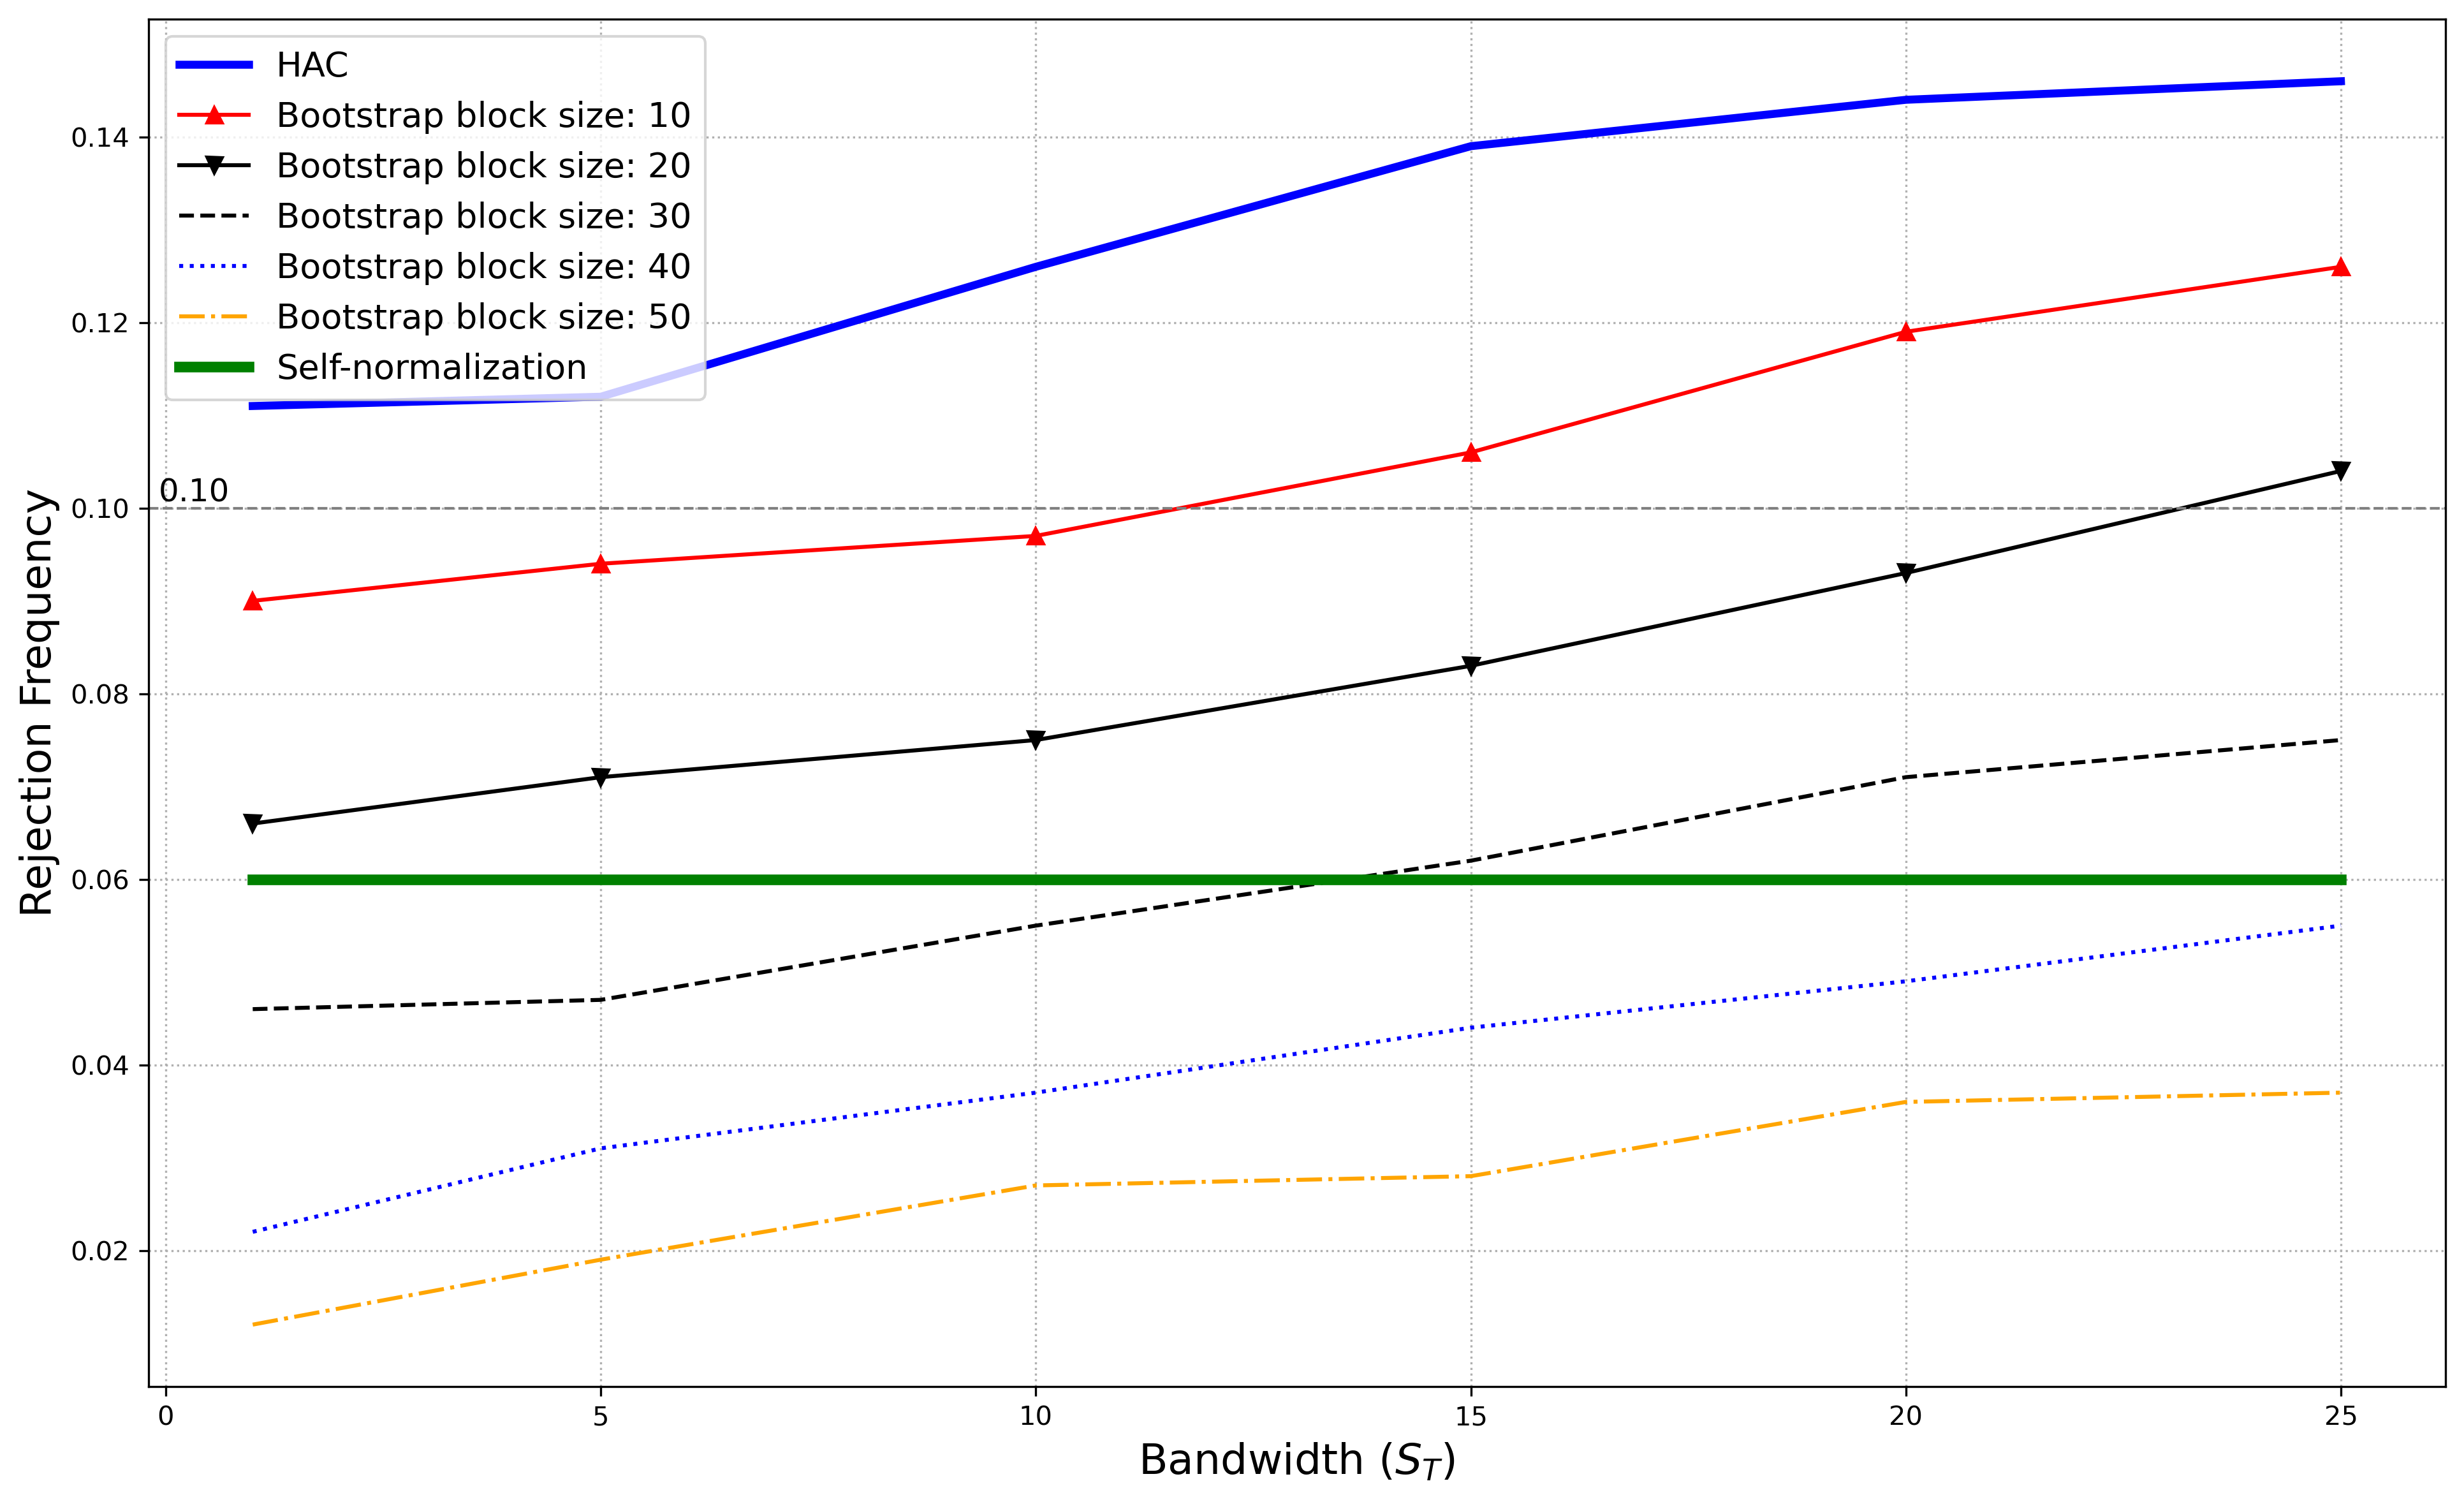 HAC
Bootstrap block size: 10
Bootstrap block size: 20
Bootstrap block size: 30
Bootstrap block size: 40
Bootstrap block size: 50
Self-normalization
0.14
0.12
0.10
0.10
0.08
0.06
0.04
0.02
Rejection Frequency
0 5 10 15 20 25
Bandwidth (S_T)